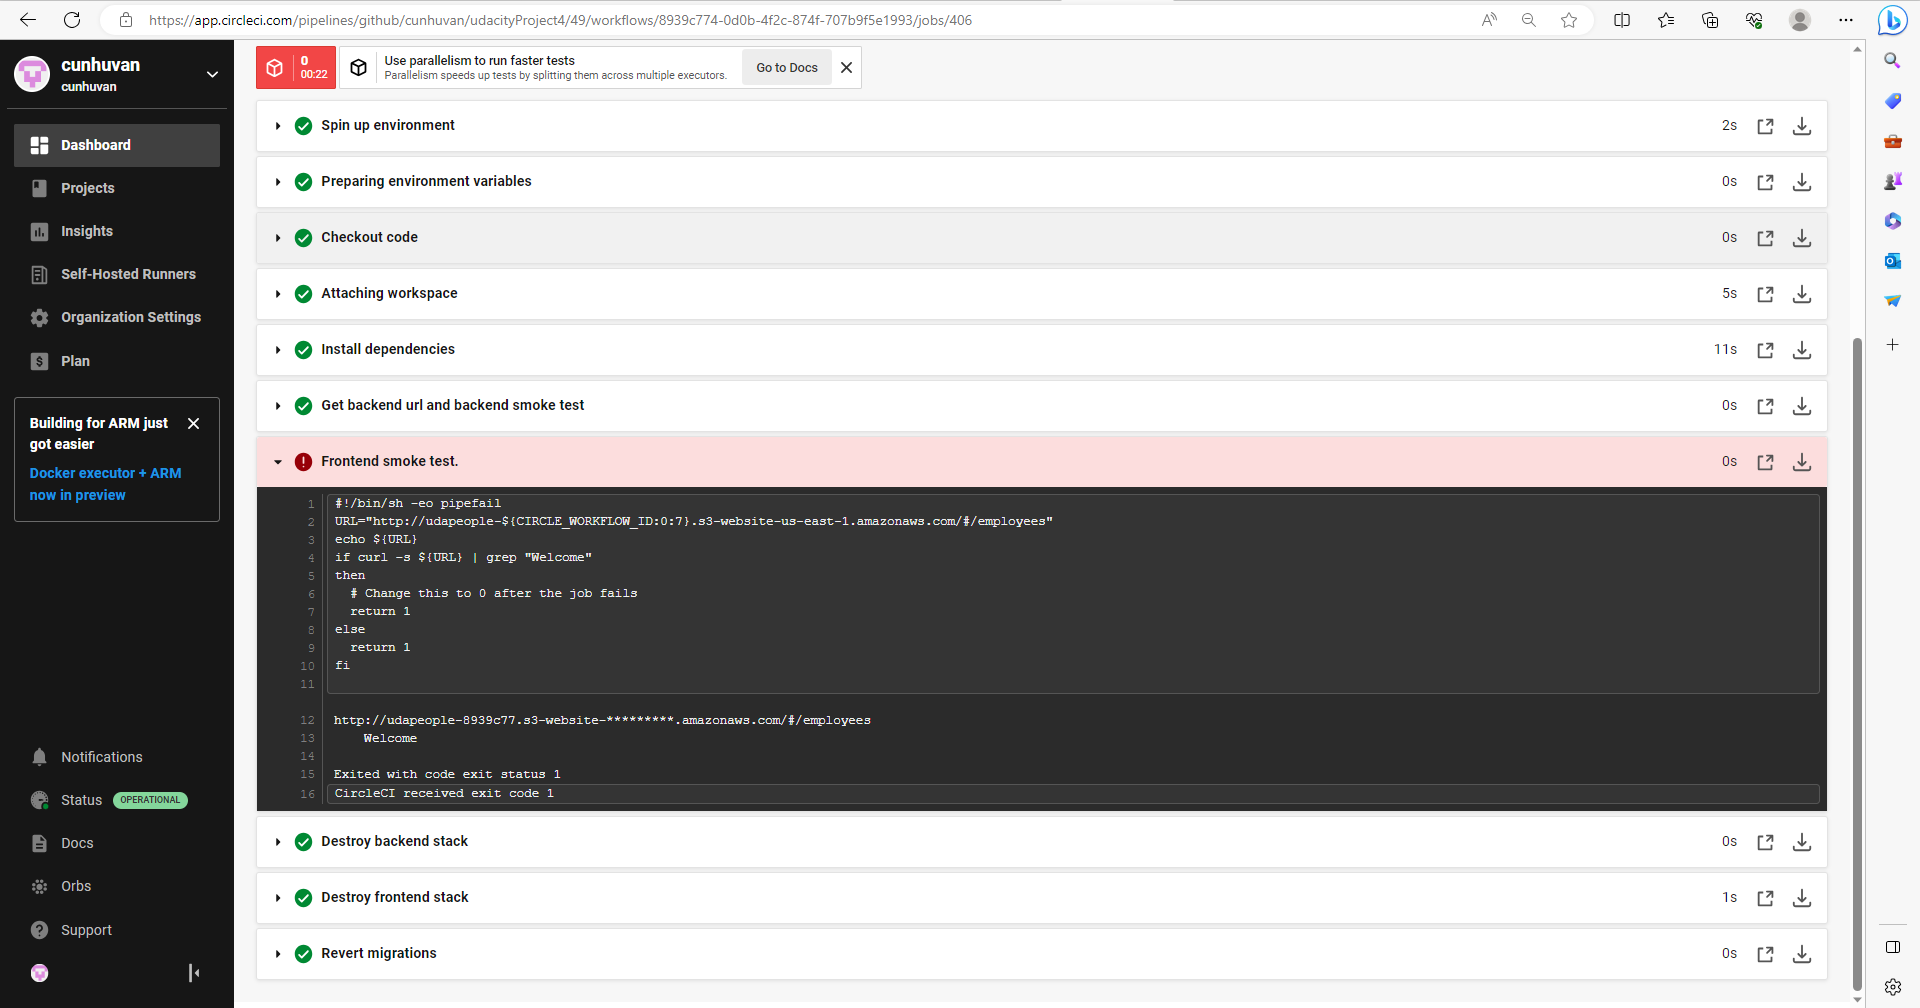 https://app.circleci.com/pipelines/github/cunhuvan/udacityProject4/49/workflows/8939c774-0d0b-4f2c-874f-707b9f5e1993/jobs/406
cunhuvan
cunhuvan
Dashboard
Projects
Insights
Self-Hosted Runners
Organization Settings
Plan
Building for ARM just
got easier
Docker executor + ARM
now in preview
Notifications
Status OPERATIONAL
Docs
Orbs
Support
0
00:22
Use parallelism to run faster tests
Parallelism speeds up tests by splitting them across multiple executors.
Go to Docs
Spin up environment 2s
Preparing environment variables 0s
Checkout code 0s
Attaching workspace 5s
Install dependencies 11s
Get backend url and backend smoke test 0s
Frontend smoke test. 0s
1 #!/bin/sh -eo pipefail
2 URL="http://udapeople-${CIRCLE_WORKFLOW_ID:0:7}.s3-website-us-east-1.amazonaws.com/#/employees"
3 echo ${URL}
4 if curl -s ${URL} | grep "Welcome"
5 then
6 # Change this to 0 after the job fails
7 return 1
8 else
9 return 1
10 fi
11
12 http://udapeople-8939c77.s3-website-*********.amazonaws.com/#/employees
13 Welcome
14
15 Exited with code exit status 1
16 CircleCI received exit code 1
Destroy backend stack 0s
Destroy frontend stack 1s
Revert migrations 0s